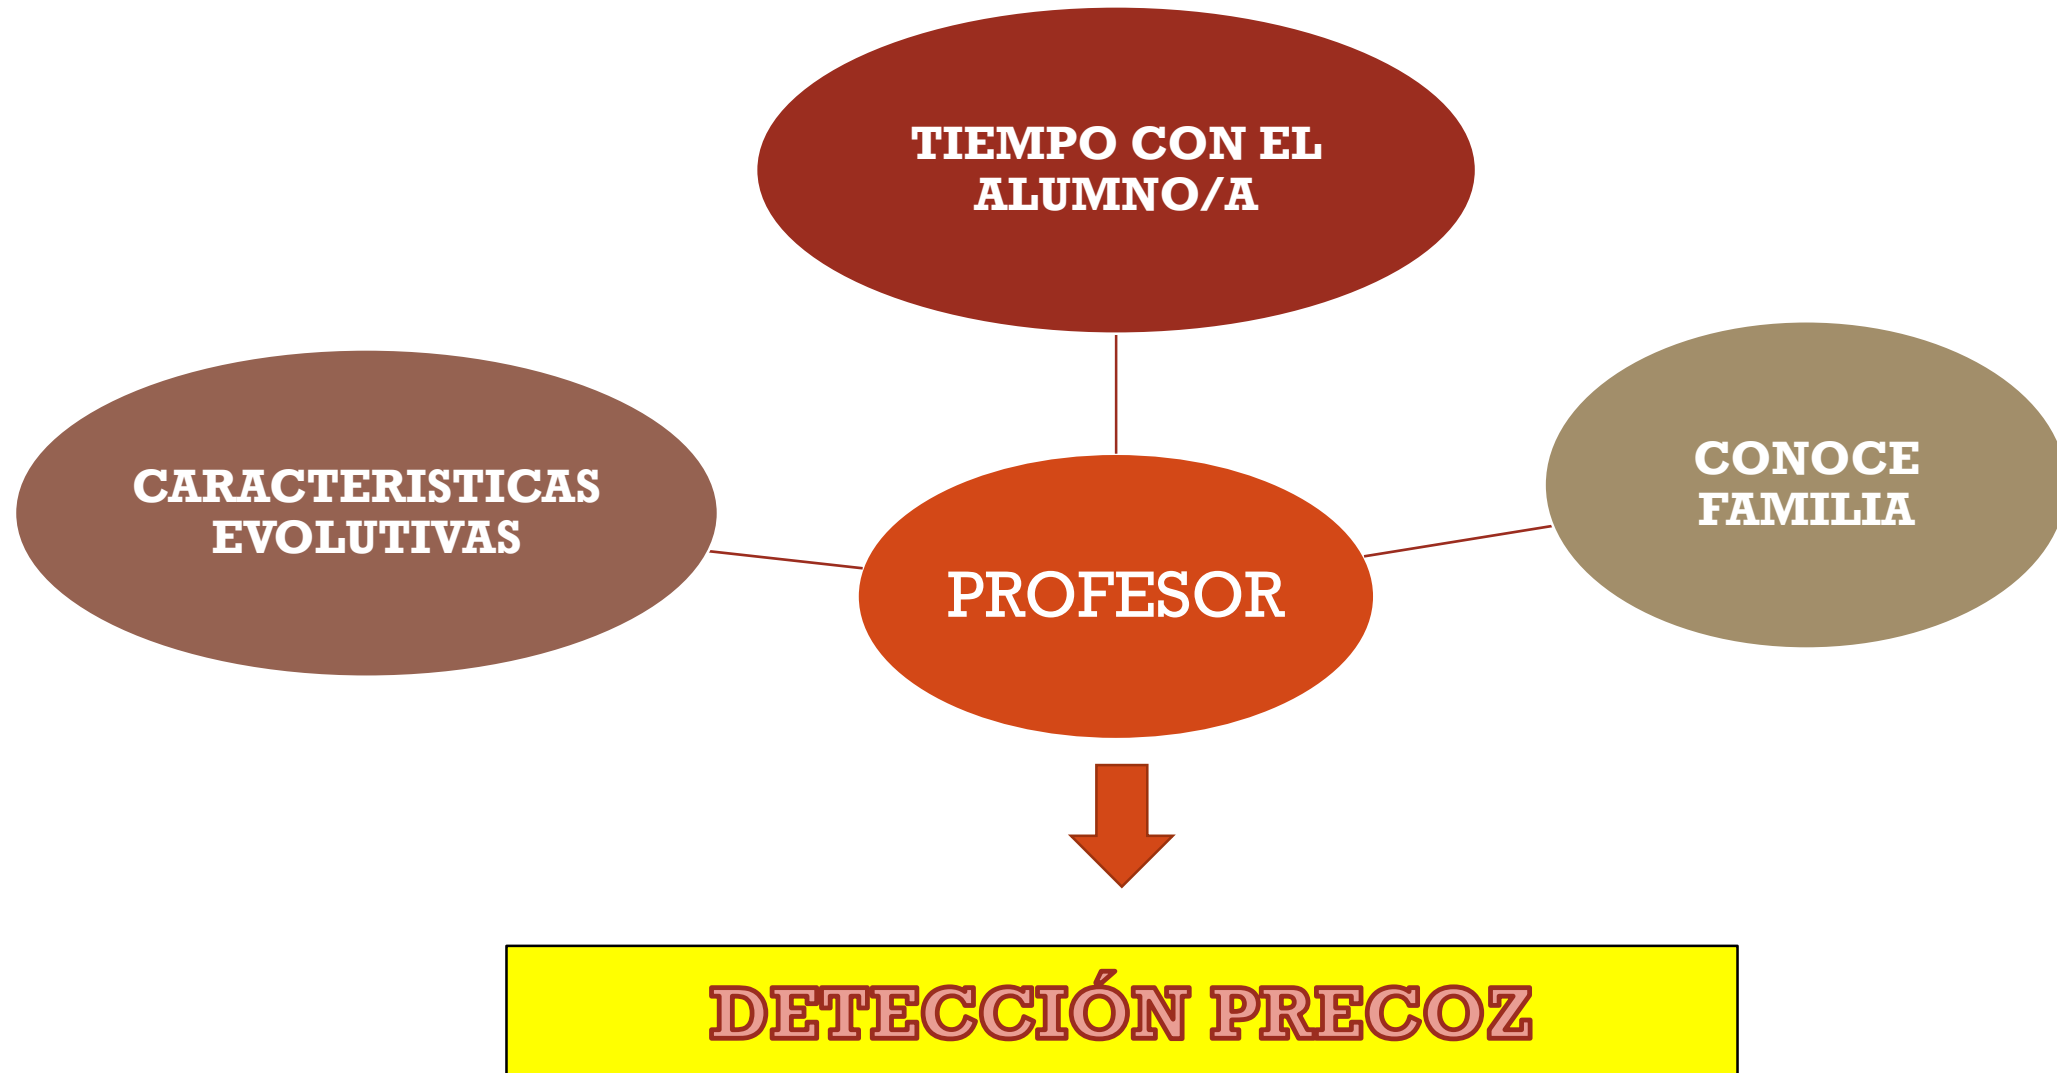 TIEMPO CON EL
ALUMNO/A
CARACTERISTICAS
EVOLUTIVAS
CONOCE
FAMILIA
PROFESOR
DETECCIÓN PRECOZ